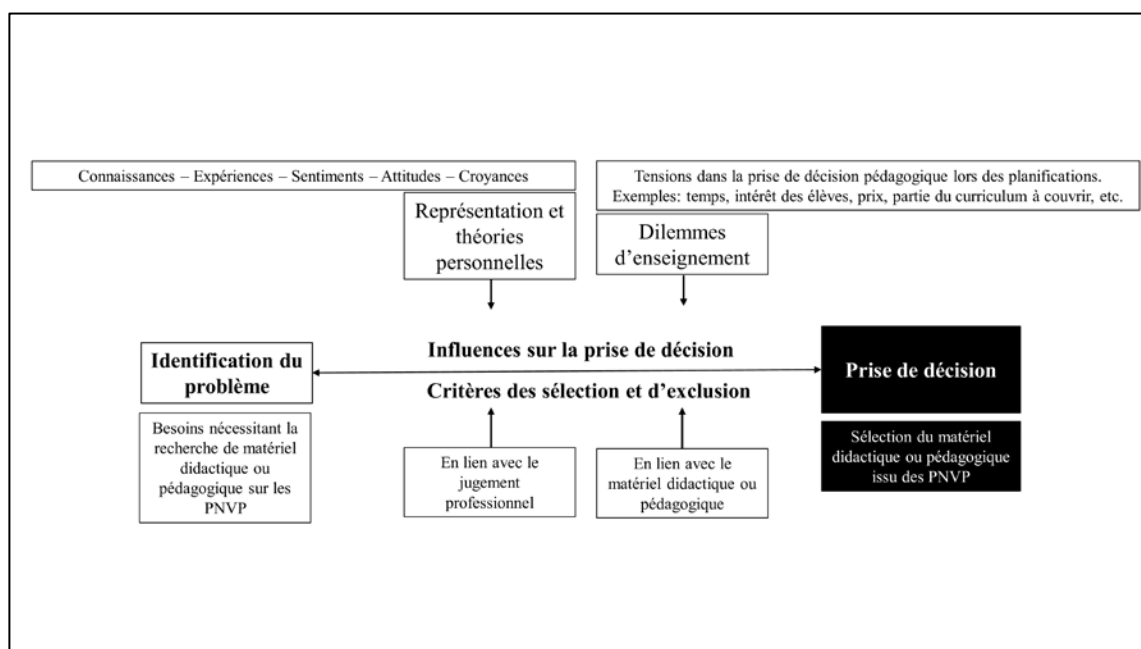 Connaissances – Expériences – Sentiments – Attitudes – Croyances
Tensions dans la prise de décision pédagogique lors des planifications.
Exemples: temps, intérêt des élèves, prix, partie du curriculum à couvrir, etc.
Représentation et
théories
personnelles
Dilemmes
d’enseignement
Identification du
problème
Influences sur la prise de décision
Critères des sélection et d’exclusion
Prise de décision
Besoins nécessitant la
recherche de matériel
didactique ou
pédagogique sur les
PNVP
En lien avec le
jugement
professionnel
En lien avec le
matériel didactique ou
pédagogique
Sélection du matériel
didactique ou pédagogique
issu des PNVP